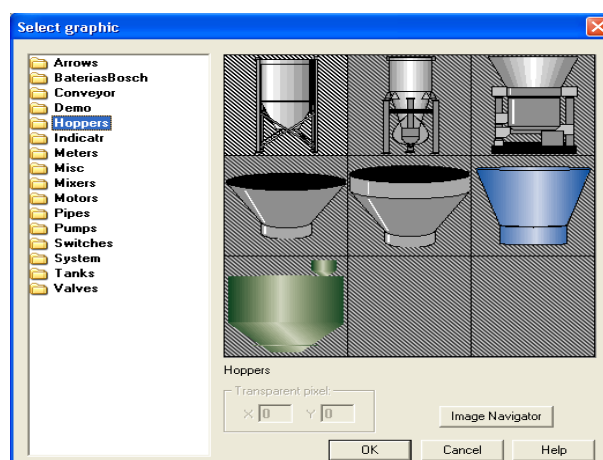 Select graphic
Arrows
BateriasBosch
Conveyor
Demo
Hoppers
Indicatr
Meters
Misc
Mixers
Motors
Pipes
Pumps
Switches
System
Tanks
Valves
Hoppers
Transparent pixel:
X 0 Y 0
Image Navigator
OK Cancel Help